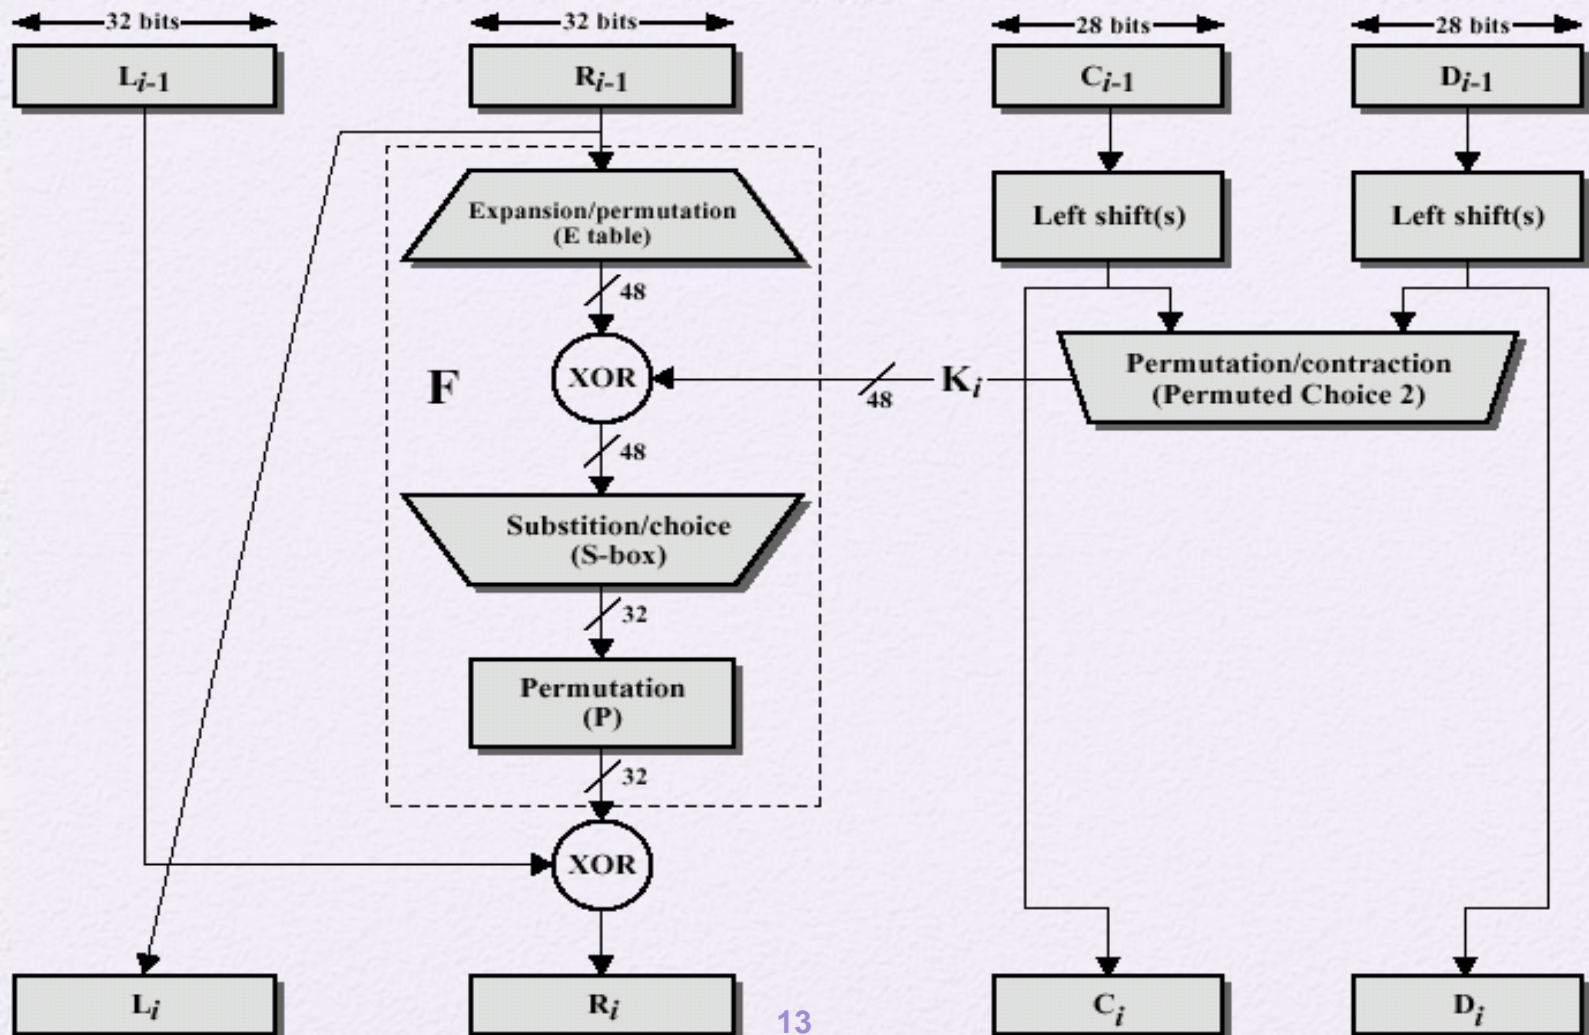 32 bits
32 bits
28 bits
28 bits
Li-1
Ri-1
Ci-1
Di-1
Expansion/permutation
(E table)
Left shift(s)
Left shift(s)
48
F
XOR
48
Ki
Permutation/contraction
(Permuted Choice 2)
48
Substition/choice
(S-box)
32
Permutation
(P)
32
XOR
Li
Ri
Ci
Di
13